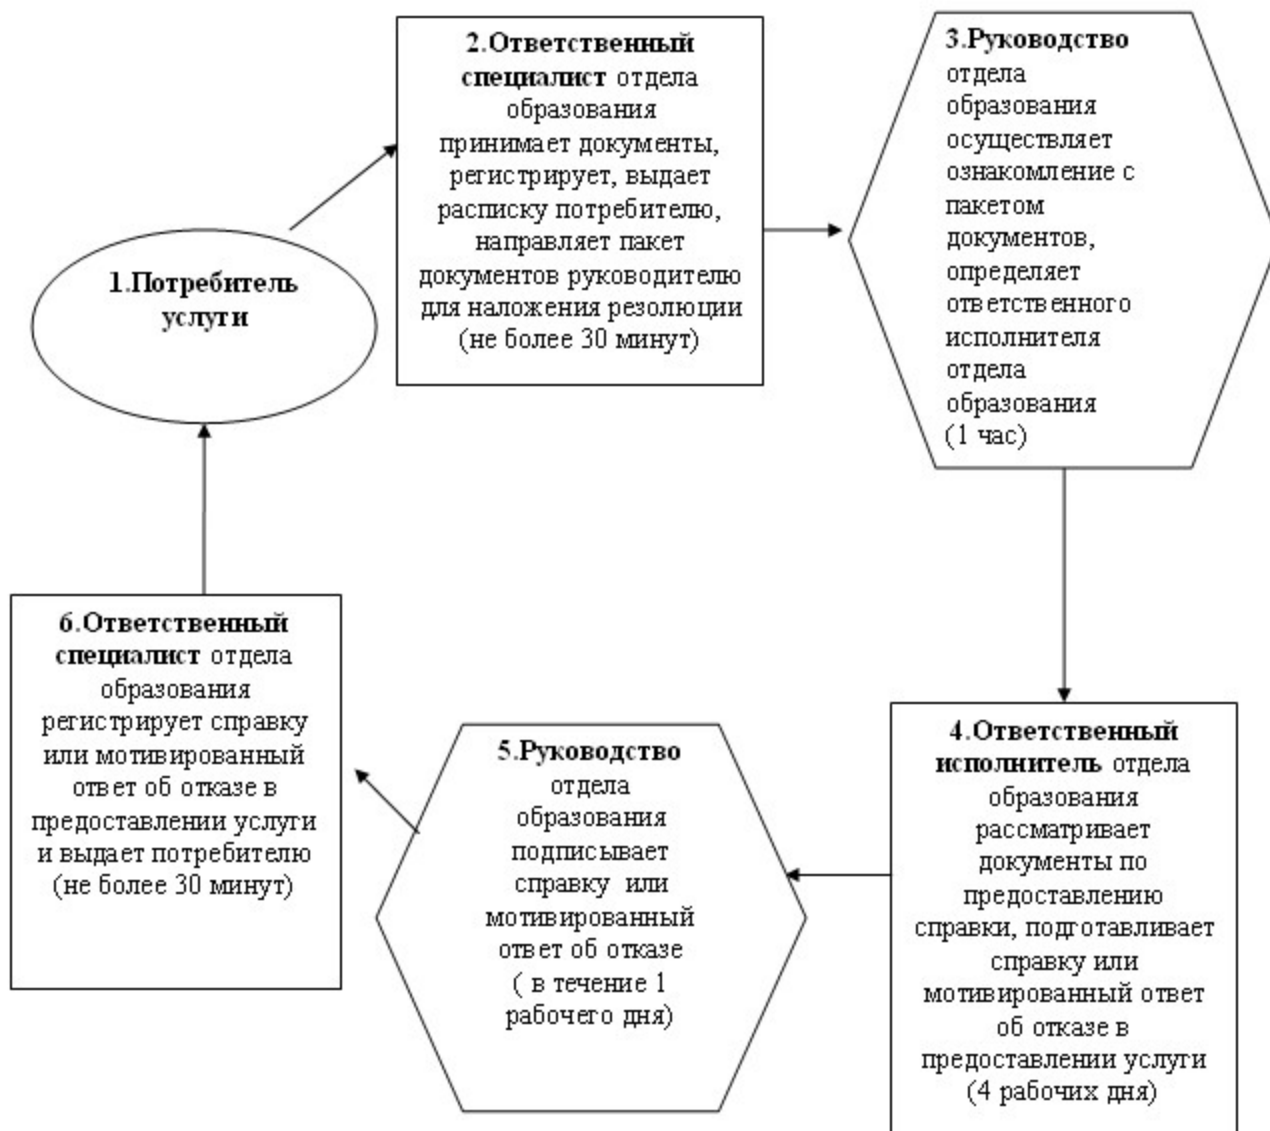 1.Потребитель
услуги
2.Ответственный
специалист отдела
образования
принимает документы,
регистрирует, выдает
расписку потребителю,
направляет пакет
документов руководителю
для наложения резолюции
(не более 30 минут)
3.Руководство
отдела
образования
осуществляет
ознакомление с
пакетом
документов,
определяет
ответственного
исполнителя
отдела
образования
(1 час)
4.Ответственный
исполнитель отдела
образования
рассматривает
документы по
предоставлению
справки, подготавливает
справку или
мотивированный ответ
об отказе в
предоставлении услуги
(4 рабочих дня)
5.Руководство
отдела
образования
подписывает
справку или
мотивированный
ответ об отказе
( в течение 1
рабочего дня)
6.Ответственный
специалист отдела
образования
регистрирует справку
или мотивированный
ответ об отказе в
предоставлении услуги
и выдает потребителю
(не более 30 минут)